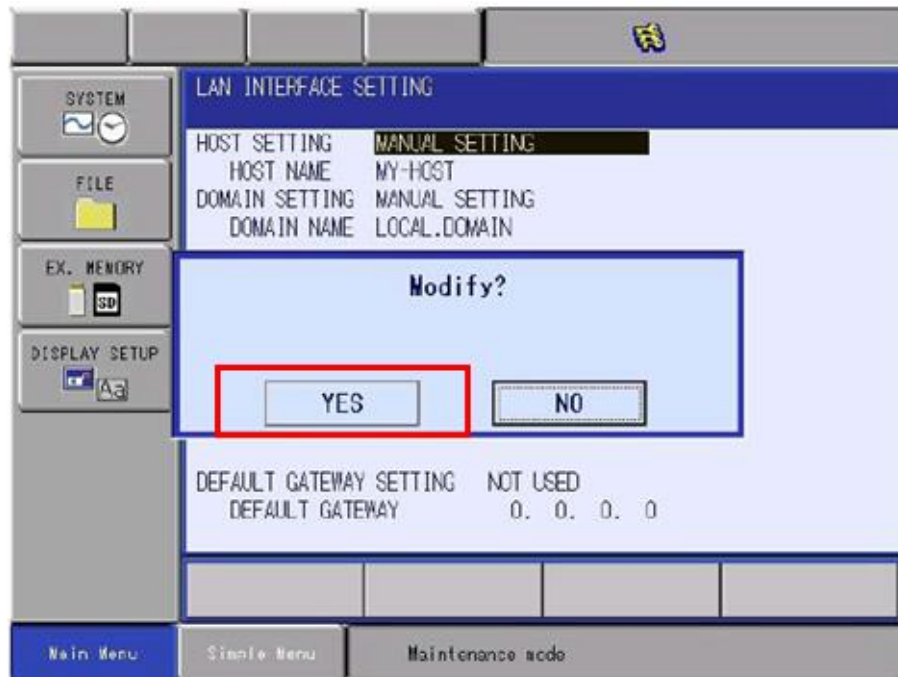 LAN INTERFACE SETTING
SYSTEM
HOST SETTING MANUAL SETTING
HOST NAME MY-HOST
FILE
DOMAIN SETTING MANUAL SETTING
DOMAIN NAME LOCAL.DOMAIN
EX. MEMORY
SD
Modify?
DISPLAY SETUP
Aa
YES NO
DEFAULT GATEWAY SETTING NOT USED
DEFAULT GATEWAY 0. 0. 0. 0
Main Menu Simple Menu Maintenance mode